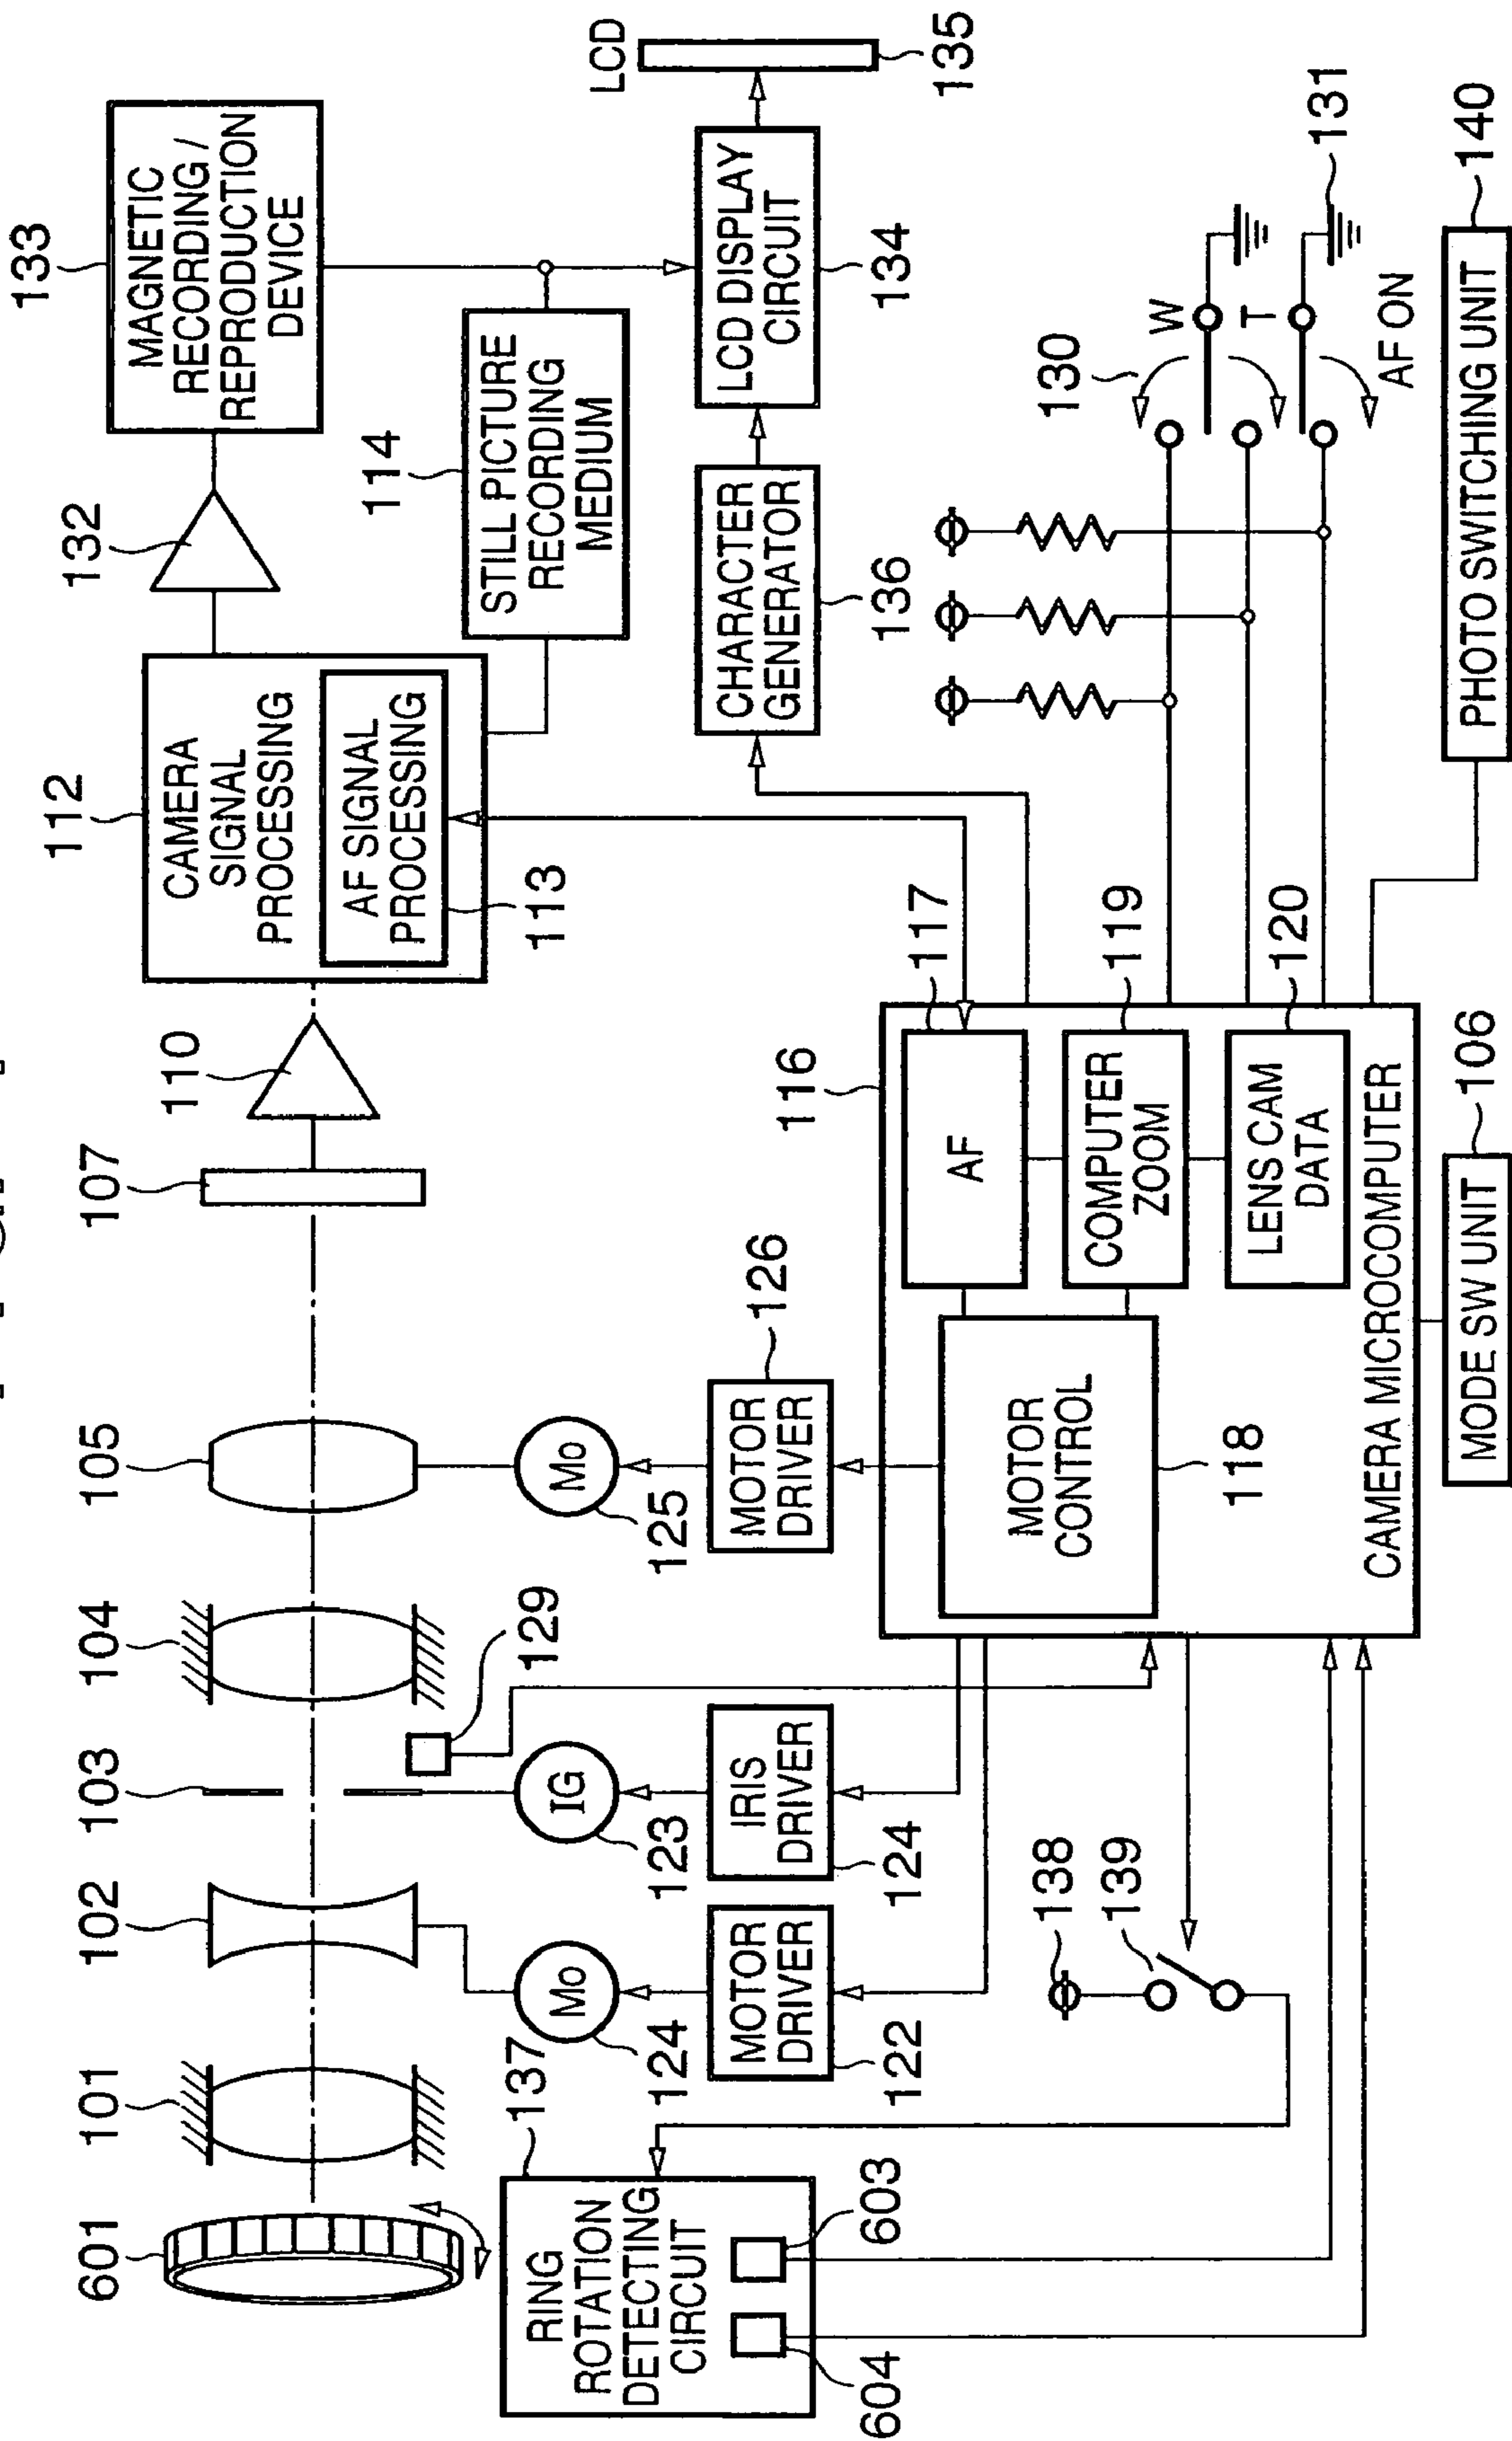 133
MAGNETIC
RECORDING /
REPRODUCTION
DEVICE
132
114
STILL PICTURE
RECORDING
MEDIUM
LCD
135
LCD DISPLAY
CIRCUIT
134
CHARACTER
GENERATOR
136
112
CAMERA
SIGNAL
PROCESSING
AF SIGNAL
PROCESSING
113
110
107
105
104
103
102
101
601
129
Mo
125
MOTOR
DRIVER
126
IG
123
IRIS
DRIVER
124
Mo
124
MOTOR
DRIVER
122
137
RING
ROTATION
DETECTING
CIRCUIT
603
604
138
139
116
AF
117
COMPUTER
ZOOM
119
LENS CAM
DATA
120
MOTOR
CONTROL
118
CAMERA MICROCOMPUTER
MODE SW UNIT
106
130
W
T
131
AF ON
PHOTO SWITCHING UNIT
140